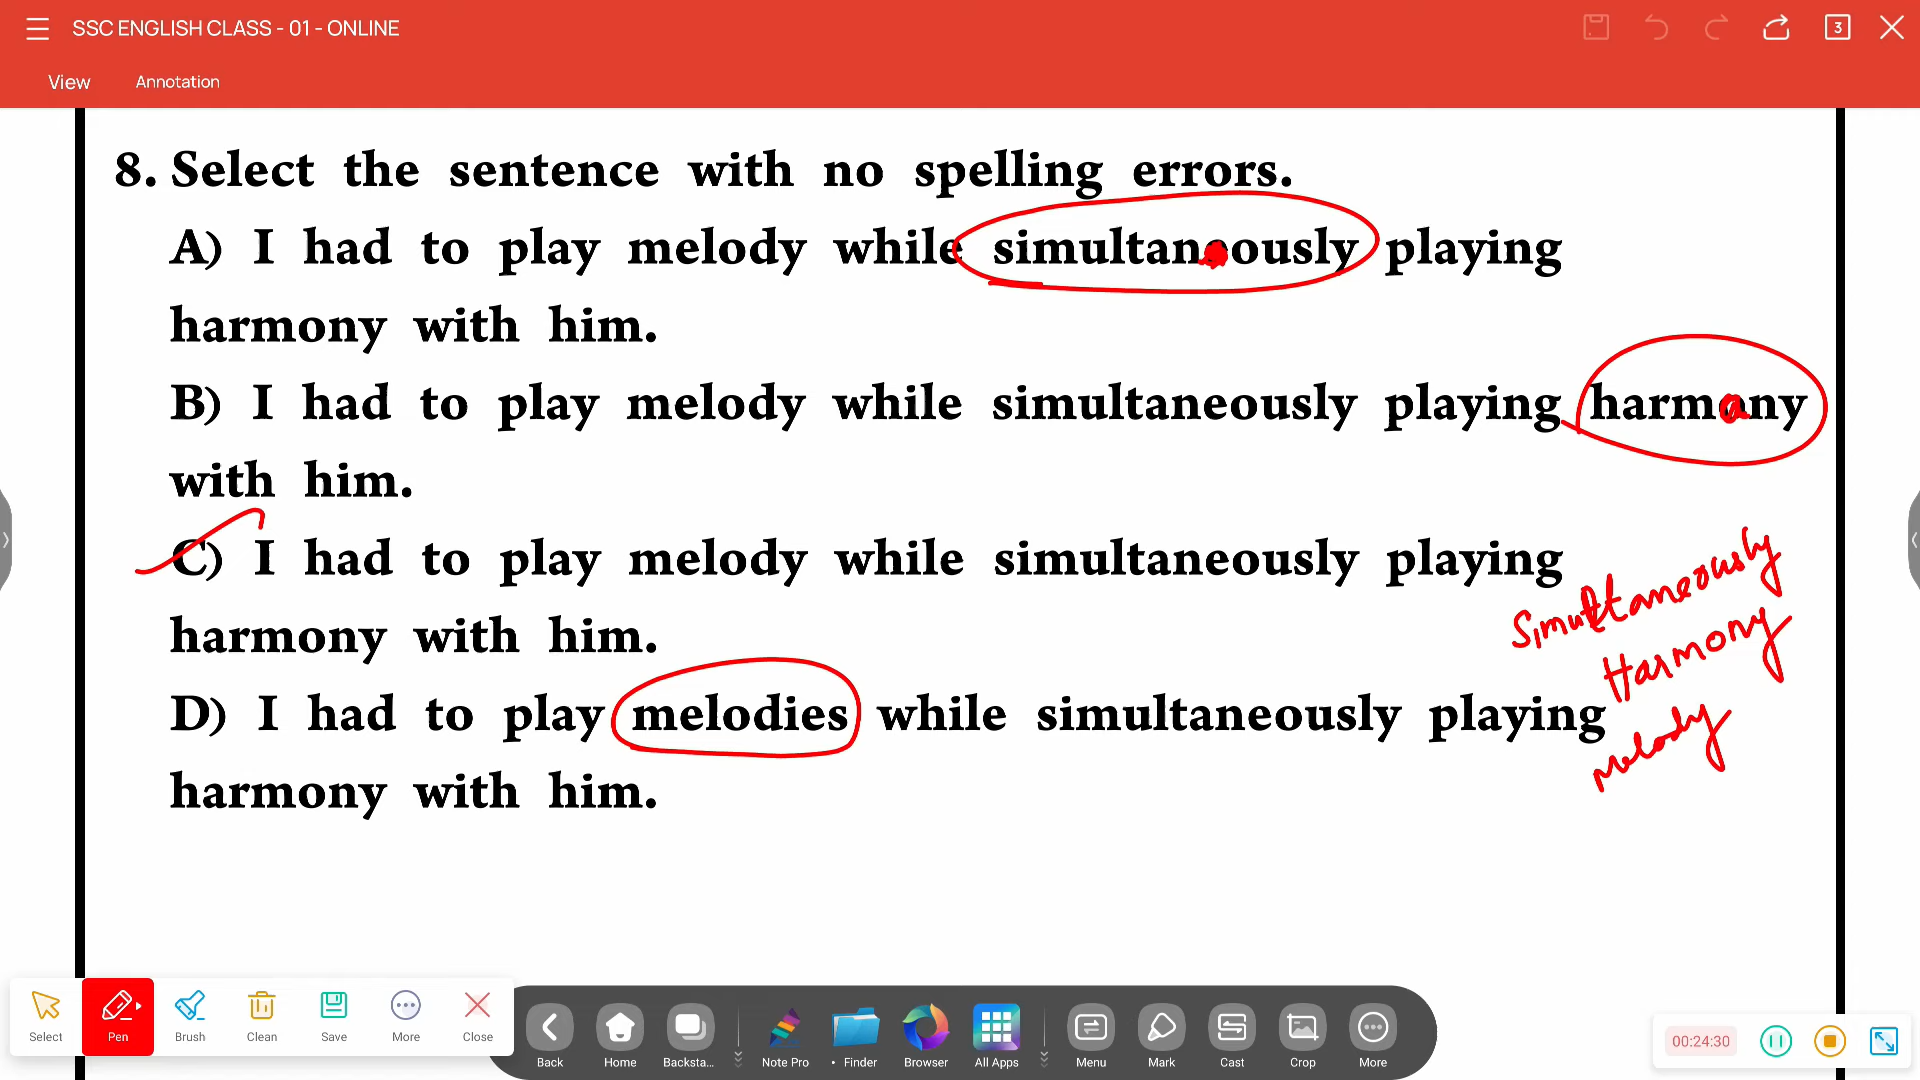 SSC ENGLISH CLASS - 01 - ONLINE
3
View Annotation
8. Select the sentence with no spelling errors.
A) I had to play melody while simultaneously playing
harmony with him.
B) I had to play melody while simultaneously playing harmany
with him.
C) I had to play melody while simultaneously playing
harmony with him.
D) I had to play melodies while simultaneously playing
harmony with him.
Simultaneously
Harmony
Melody
Select Pen Brush Clean Save More Close
Back Home Backsta... Note Pro • Finder Browser All Apps Menu Mark Cast Crop More
00:24:30